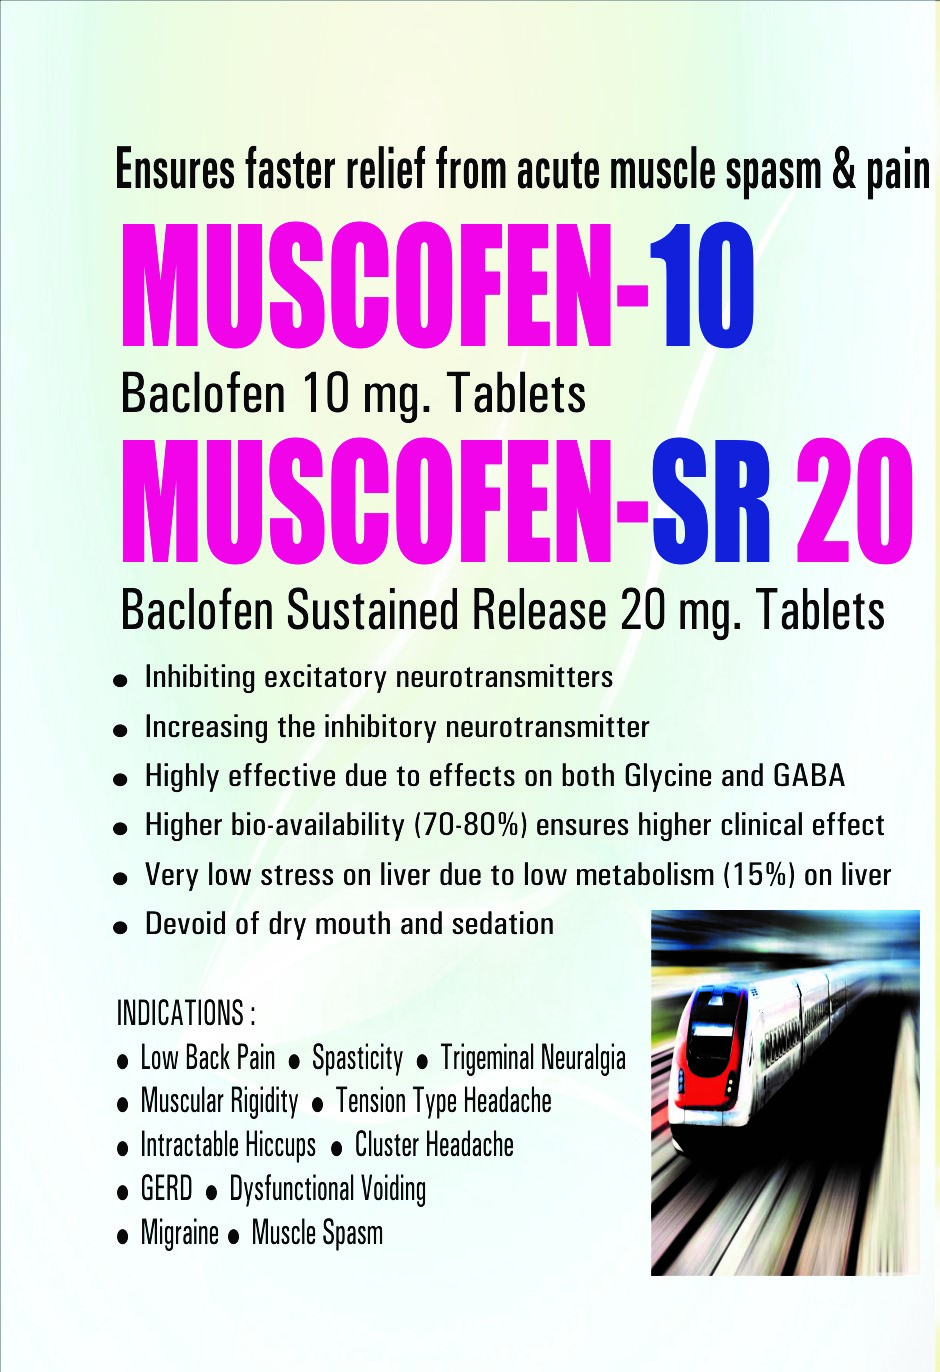 Ensures faster relief from acute muscle spasm & pain
MUSCOFEN-10
Baclofen 10 mg. Tablets
MUSCOFEN-SR 20
Baclofen Sustained Release 20 mg. Tablets
● Inhibiting excitatory neurotransmitters
● Increasing the inhibitory neurotransmitter
● Highly effective due to effects on both Glycine and GABA
● Higher bio-availability (70-80%) ensures higher clinical effect
● Very low stress on liver due to low metabolism (15%) on liver
● Devoid of dry mouth and sedation
INDICATIONS :
● Low Back Pain ● Spasticity ● Trigeminal Neuralgia
● Muscular Rigidity ● Tension Type Headache
● Intractable Hiccups ● Cluster Headache
● GERD ● Dysfunctional Voiding
● Migraine ● Muscle Spasm